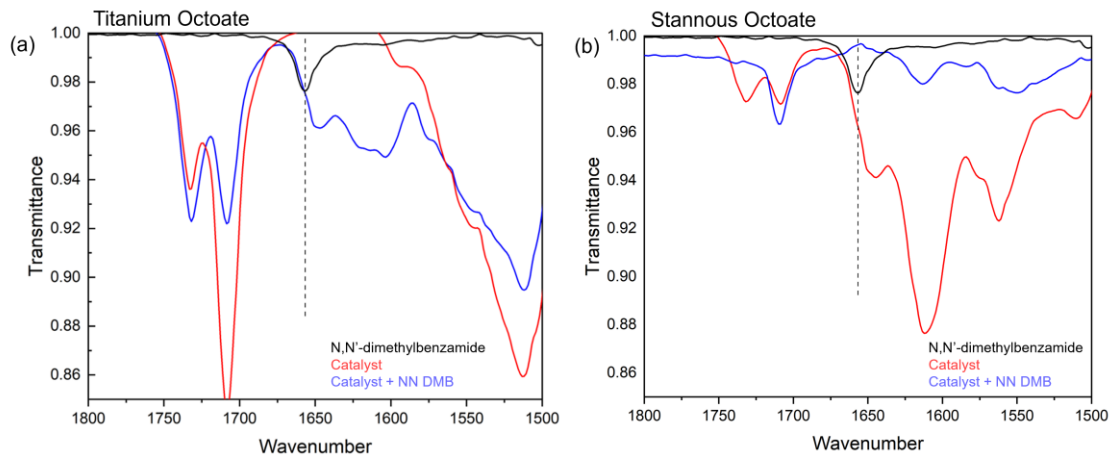 Titanium Octoate
(a)
1.00
0.98
0.96
0.94
0.92
0.90
0.88
0.86
Transmittance
N,N'-dimethylbenzamide
Catalyst
Catalyst + NN DMB
1800
1750
1700
1650
1600
1550
1500
Wavenumber
Stannous Octoate
(b)
1.00
0.98
0.96
0.94
0.92
0.90
0.88
0.86
Transmittance
N,N'-dimethylbenzamide
Catalyst
Catalyst + NN DMB
1800
1750
1700
1650
1600
1550
1500
Wavenumber